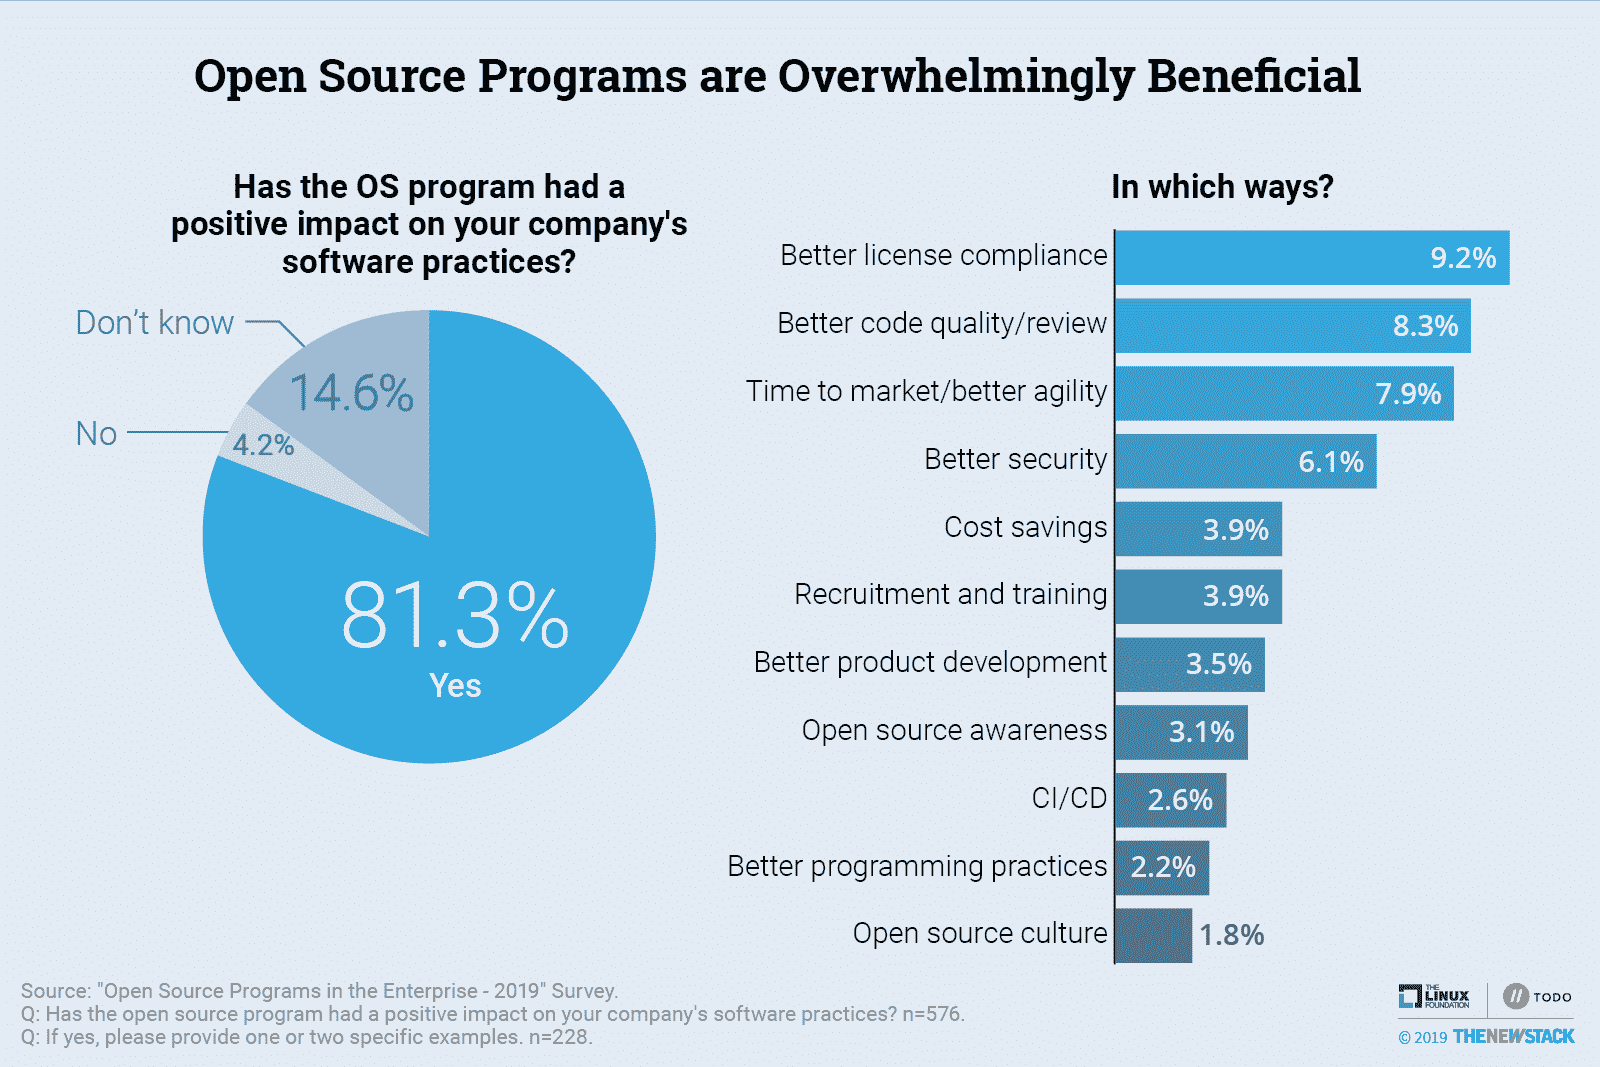 Open Source Programs are Overwhelmingly Beneficial
Has the OS program had a
positive impact on your company's
software practices?
Don’t know
14.6%
No
4.2%
81.3%
Yes
In which ways?
Better license compliance 9.2%
Better code quality/review 8.3%
Time to market/better agility 7.9%
Better security 6.1%
Cost savings 3.9%
Recruitment and training 3.9%
Better product development 3.5%
Open source awareness 3.1%
CI/CD 2.6%
Better programming practices 2.2%
Open source culture 1.8%
Source: "Open Source Programs in the Enterprise - 2019" Survey.
Q: Has the open source program had a positive impact on your company's software practices? n=576.
Q: If yes, please provide one or two specific examples. n=228.
THE
LINUX
FOUNDATION
TODO
© 2019 THENEWSTACK